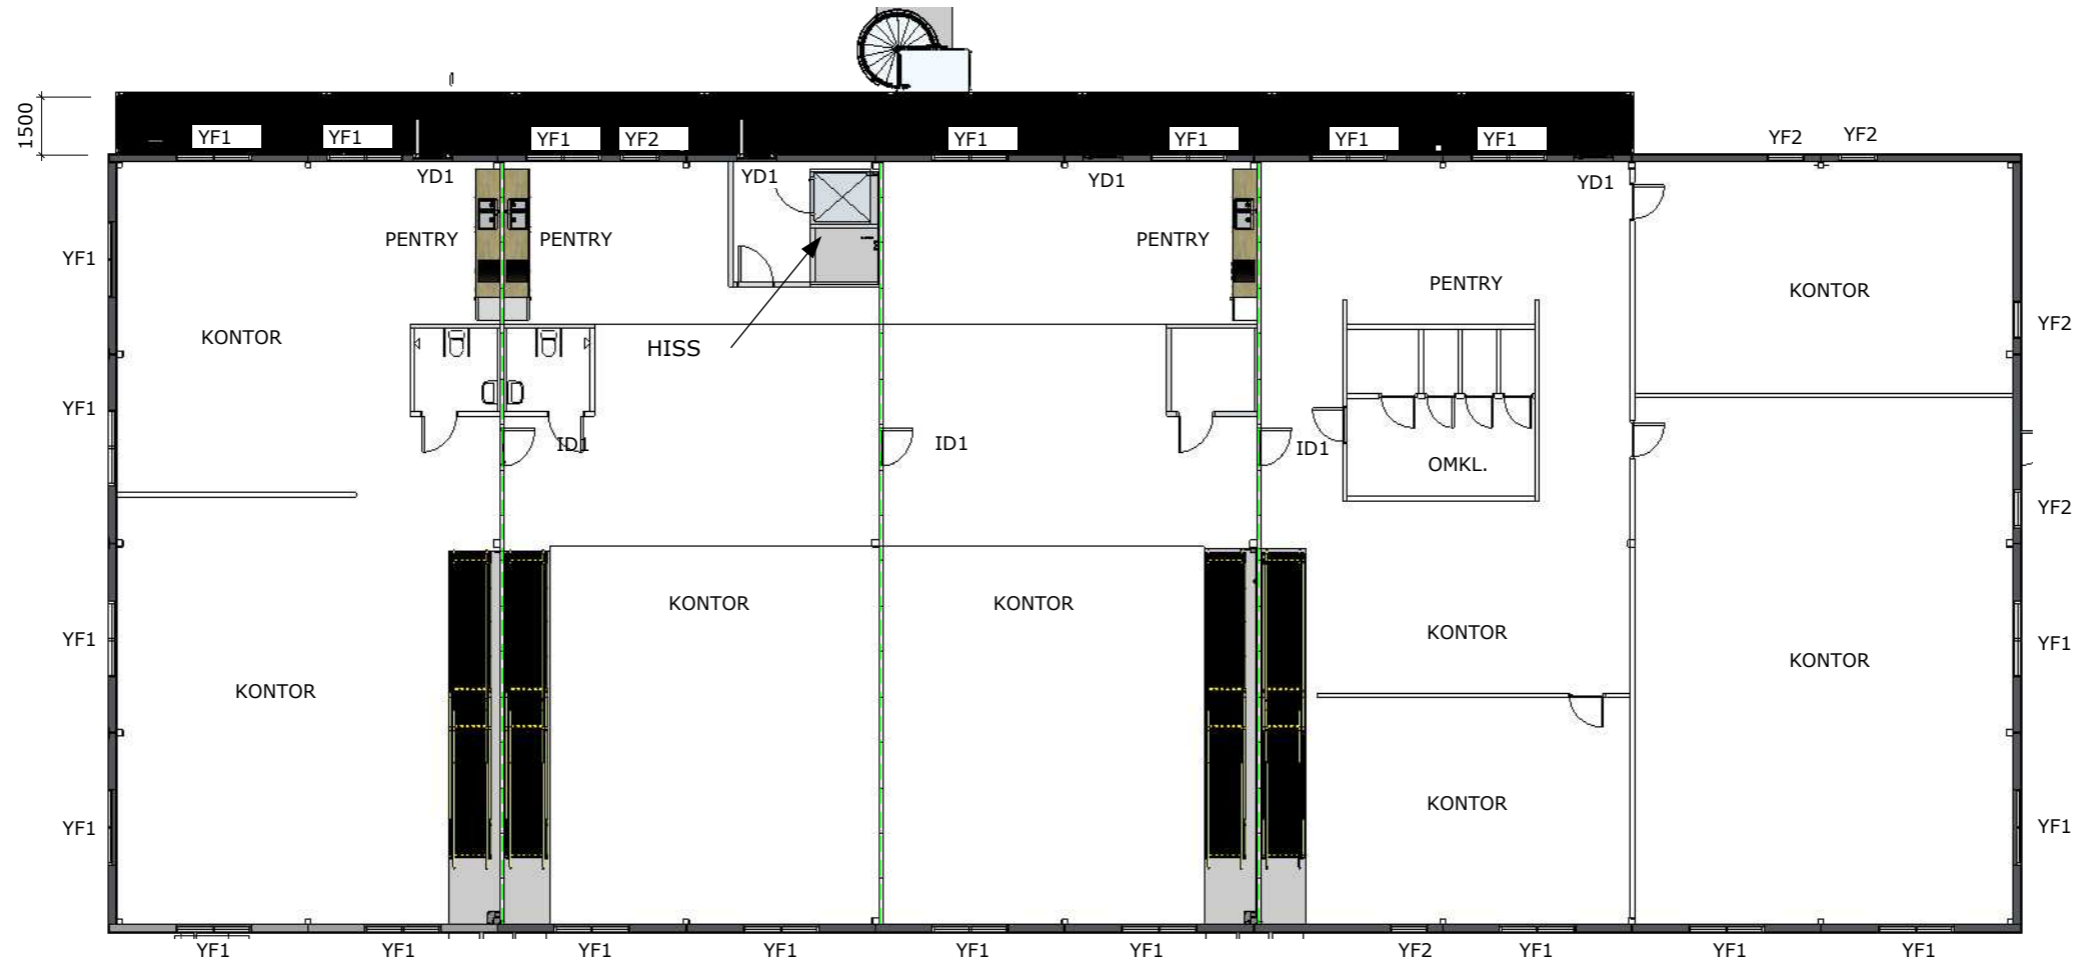 1500
YF1 YF1 YF1 YF2 YF1 YF1 YF1 YF1 YF2 YF2
YD1 YD1 YD1 YD1
PENTRY PENTRY PENTRY
YF1
PENTRY KONTOR
KONTOR HISS YF2
YF1
ID1 ID1 ID1
OMKL.
YF2
KONTOR KONTOR
YF1 KONTOR YF1
KONTOR KONTOR
KONTOR
YF1 YF1
YF1 YF1 YF1 YF1 YF1 YF1 YF2 YF1 YF1 YF1